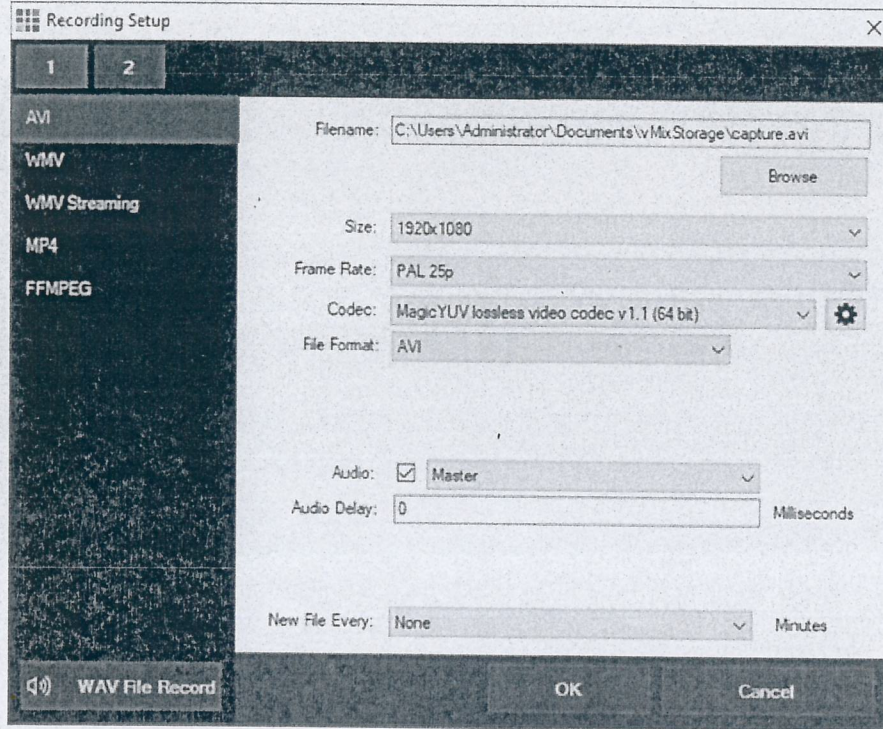 Recording Setup
1 2
AVI
WMV
WMV Streaming
MP4
FFMPEG
Filename: C:\Users\Administrator\Documents\vMixStorage\capture.avi
Browse
Size: 1920x1080
Frame Rate: PAL 25p
Codec: MagicYUV lossless video codec v1.1 (64 bit)
File Format: AVI
Audio: Master
Audio Delay: 0 Milliseconds
New File Every: None Minutes
WAV File Record OK Cancel